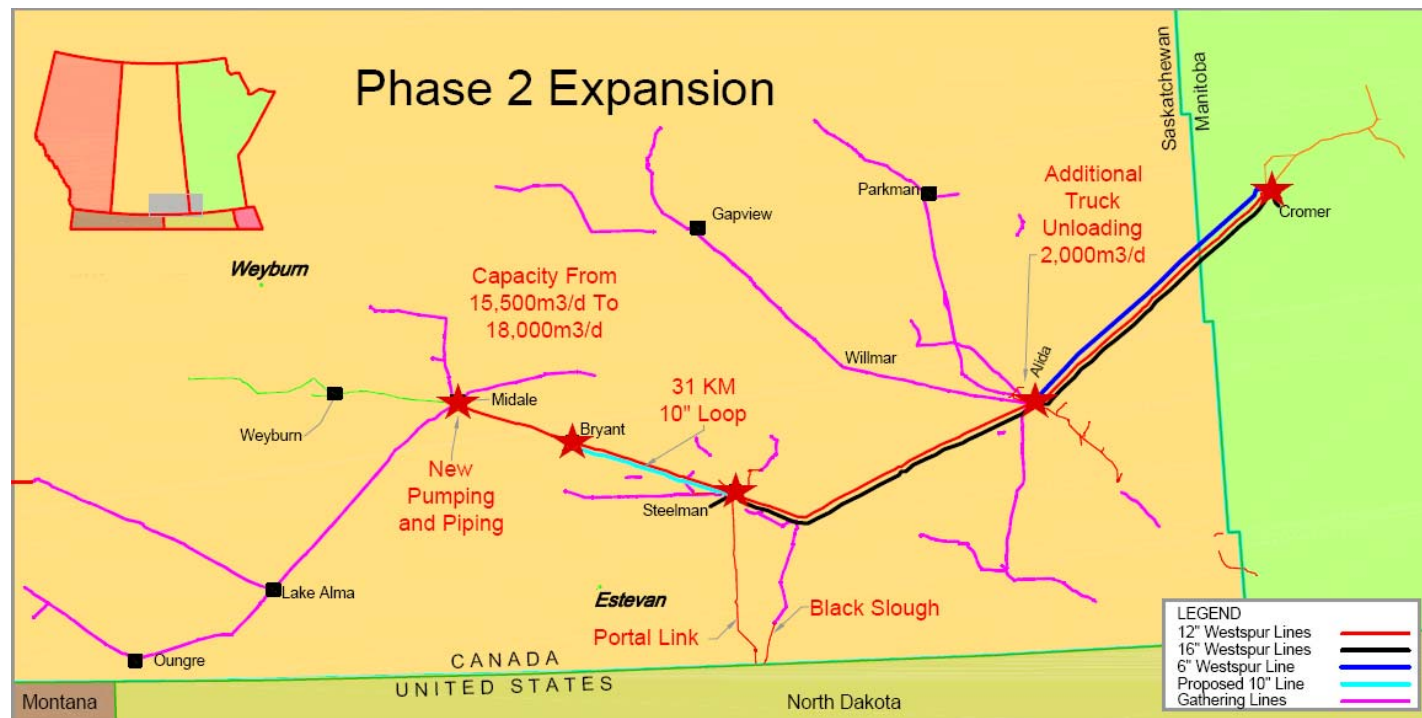 Phase 2 Expansion
Saskatchewan
Manitoba
Weyburn
Capacity From
15,500m3/d To
18,000m3/d
Gapview
Parkman
Additional
Truck
Unloading
2,000m3/d
Cromer
Willmar
Alida
Weyburn
Midale
Bryant
31 KM
10" Loop
New
Pumping
and Piping
Steelman
Lake Alma
Oungre
Estevan
Portal Link
Black Slough
CANADA
UNITED STATES
Montana
North Dakota
LEGEND
12" Westspur Lines
16" Westspur Lines
6" Westspur Line
Proposed 10" Line
Gathering Lines